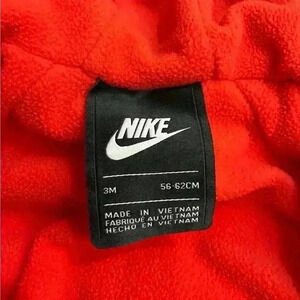 NIKE
3M 56-62CM
MADE IN VIETNAM
FABRIQUÉ AU VIETNAM
HECHO EN VIETNAM